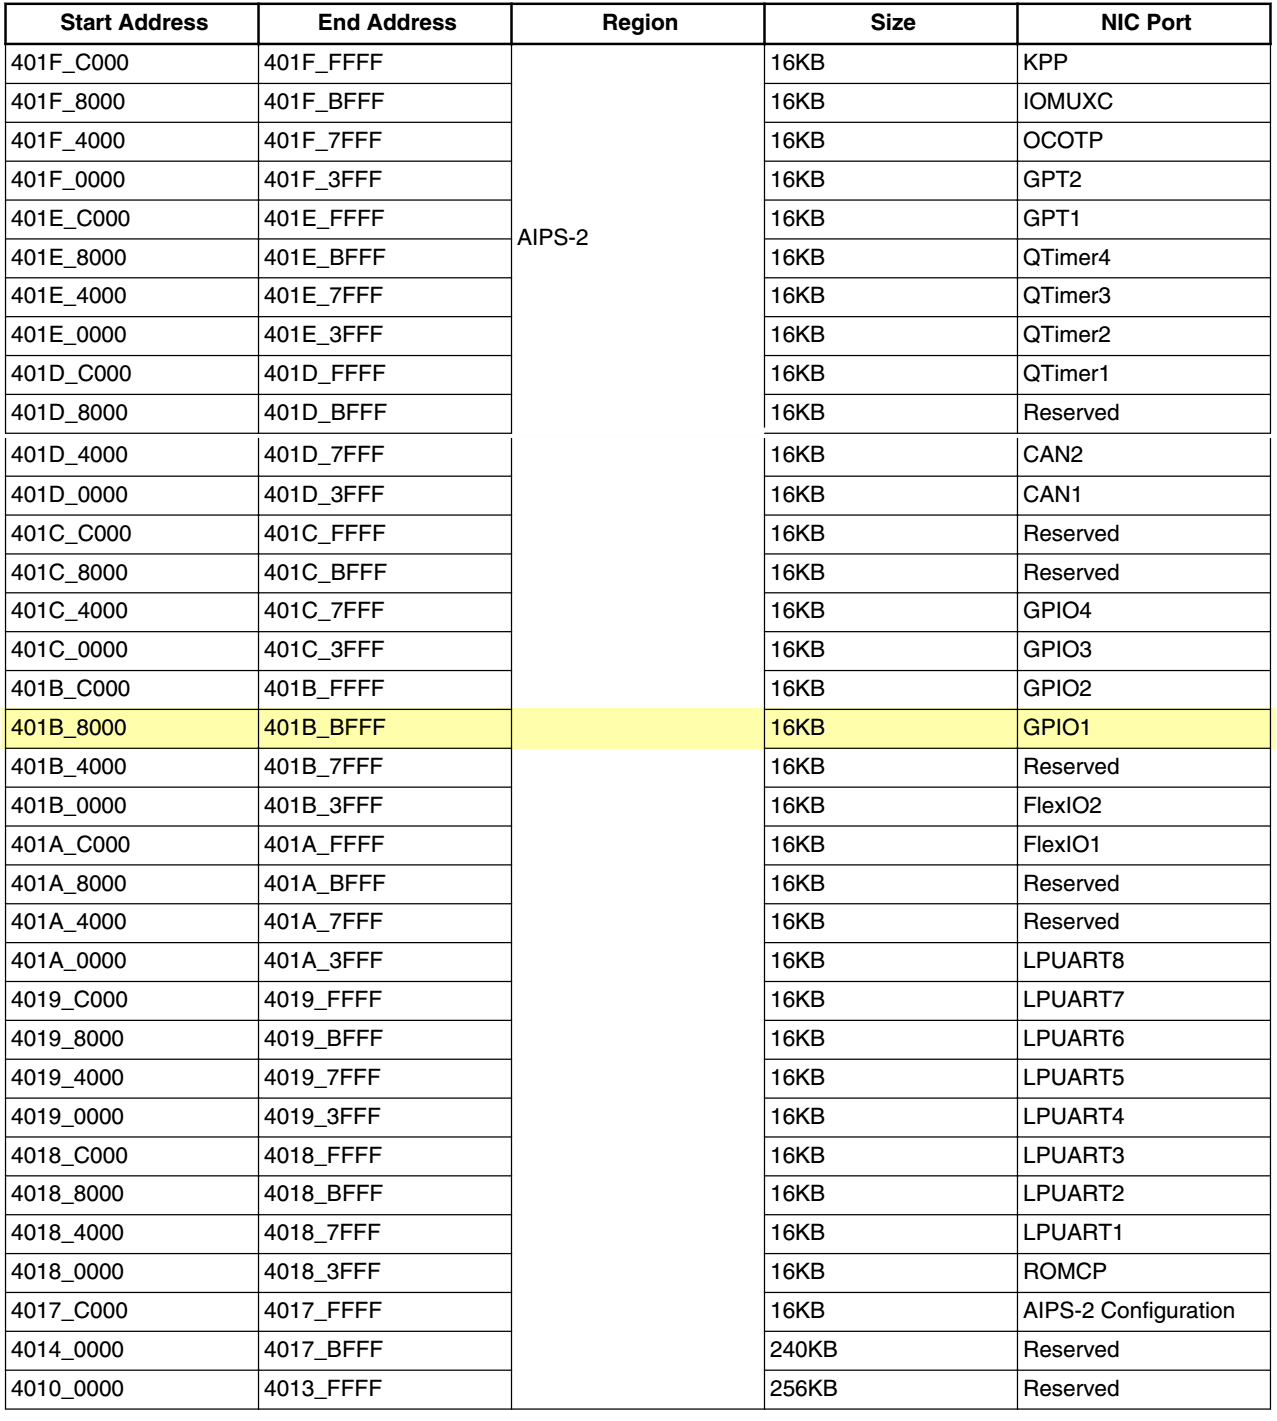 Start Address End Address Region Size NIC Port
401F_C000 401F_FFFF 16KB KPP
401F_8000 401F_BFFF 16KB IOMUXC
401F_4000 401F_7FFF 16KB OCOTP
401F_0000 401F_3FFF 16KB GPT2
401E_C000 401E_FFFF 16KB GPT1
AIPS-2
401E_8000 401E_BFFF 16KB QTimer4
401E_4000 401E_7FFF 16KB QTimer3
401E_0000 401E_3FFF 16KB QTimer2
401D_C000 401D_FFFF 16KB QTimer1
401D_8000 401D_BFFF 16KB Reserved
401D_4000 401D_7FFF 16KB CAN2
401D_0000 401D_3FFF 16KB CAN1
401C_C000 401C_FFFF 16KB Reserved
401C_8000 401C_BFFF 16KB Reserved
401C_4000 401C_7FFF 16KB GPIO4
401C_0000 401C_3FFF 16KB GPIO3
401B_C000 401B_FFFF 16KB GPIO2
401B_8000 401B_BFFF 16KB GPIO1
401B_4000 401B_7FFF 16KB Reserved
401B_0000 401B_3FFF 16KB FlexIO2
401A_C000 401A_FFFF 16KB FlexIO1
401A_8000 401A_BFFF 16KB Reserved
401A_4000 401A_7FFF 16KB Reserved
401A_0000 401A_3FFF 16KB LPUART8
4019_C000 4019_FFFF 16KB LPUART7
4019_8000 4019_BFFF 16KB LPUART6
4019_4000 4019_7FFF 16KB LPUART5
4019_0000 4019_3FFF 16KB LPUART4
4018_C000 4018_FFFF 16KB LPUART3
4018_8000 4018_BFFF 16KB LPUART2
4018_4000 4018_7FFF 16KB LPUART1
4018_0000 4018_3FFF 16KB ROMCP
4017_C000 4017_FFFF 16KB AIPS-2 Configuration
4014_0000 4017_BFFF 240KB Reserved
4010_0000 4013_FFFF 256KB Reserved